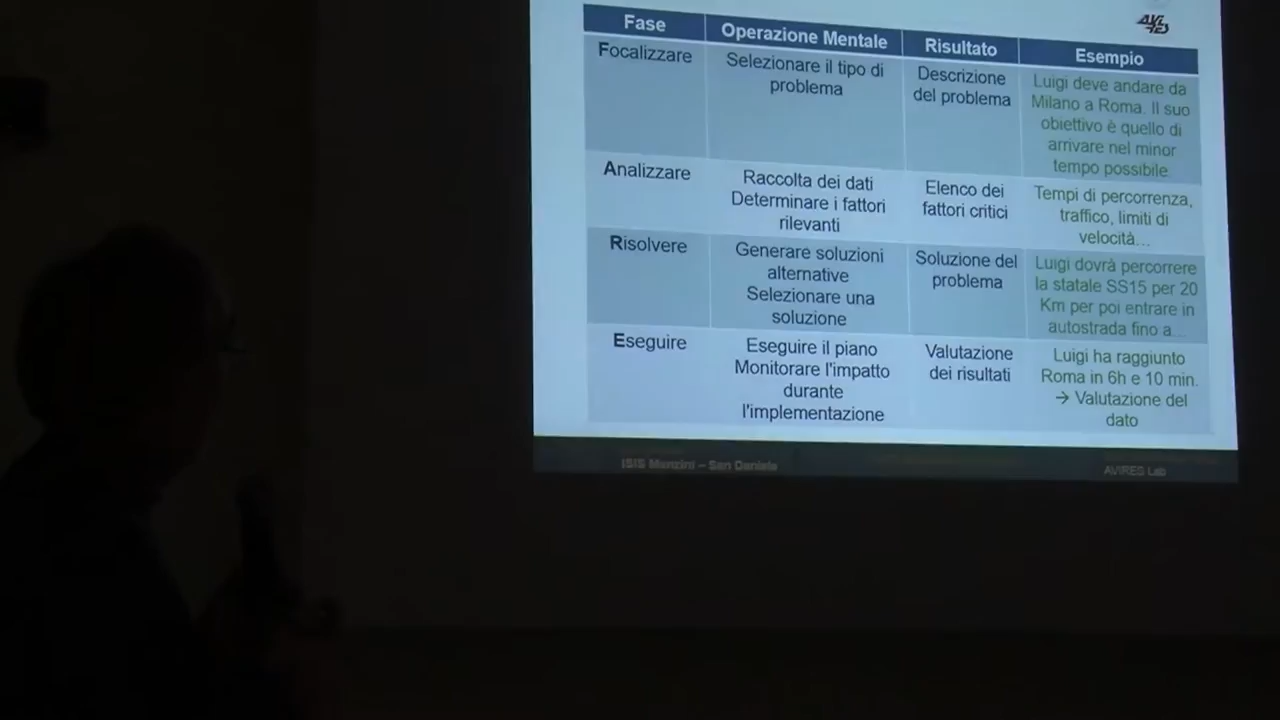 Fase Operazione Mentale Risultato Esempio
Focalizzare
Selezionare il tipo di
problema
Descrizione
del problema
Luigi deve andare da
Milano a Roma. Il suo
obiettivo è quello di
arrivare nel minor
tempo possibile.
Analizzare
Raccolta dei dati
Determinare i fattori
rilevanti
Elenco dei
fattori critici
Tempi di percorrenza,
traffico, limiti di
velocità...
Risolvere
Generare soluzioni
alternative
Selezionare una
soluzione
Soluzione del
problema
Luigi dovrà percorrere
la statale SS15 per 20
Km per poi entrare in
autostrada fino a...
Eseguire
Eseguire il piano
Monitorare l'impatto
durante
l'implementazione
Valutazione
dei risultati
Luigi ha raggiunto
Roma in 6h e 10 min.
→ Valutazione del
dato
ISIS Manzini – San Daniele
AVIRES Lab